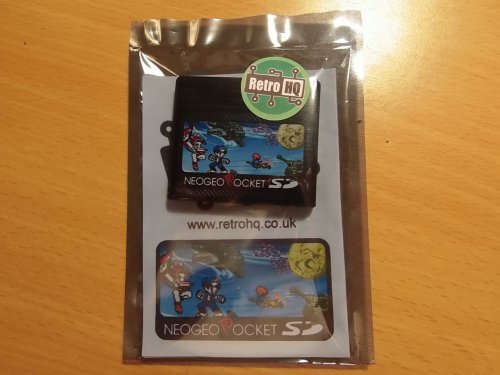 Retro HQ
NEOGEO POCKET SD
www.retrohq.co.uk
NEOGEO POCKET SD